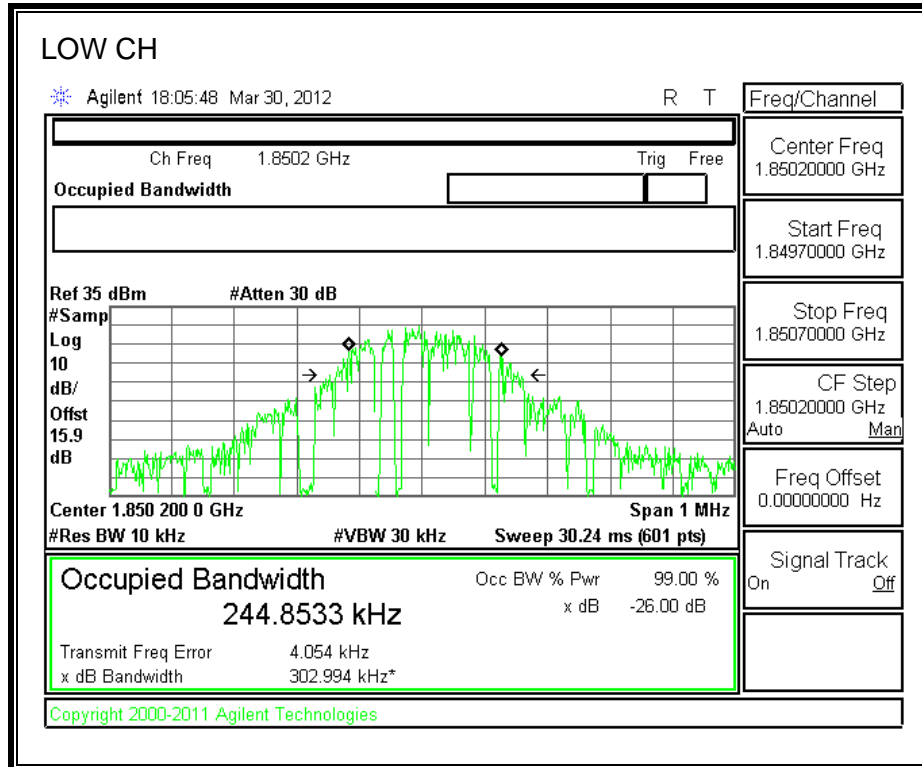 LOW CH
Agilent 18:05:48 Mar 30, 2012 R T
Freq/Channel
Ch Freq 1.8502 GHz Trig Free
Occupied Bandwidth
Center Freq
1.85020000 GHz
Start Freq
1.84970000 GHz
Stop Freq
1.85070000 GHz
CF Step
1.85020000 GHz
Auto Man
Freq Offset
0.00000000 Hz
Signal Track
On Off
Ref 35 dBm #Atten 30 dB
#Samp
Log
10
dB/
Offst
15.9
dB
Center 1.850 200 0 GHz Span 1 MHz
#Res BW 10 kHz #VBW 30 kHz Sweep 30.24 ms (601 pts)
Occupied Bandwidth Occ BW % Pwr 99.00 %
244.8533 kHz x dB -26.00 dB
Transmit Freq Error 4.054 kHz
x dB Bandwidth 302.994 kHz*
Copyright 2000-2011 Agilent Technologies